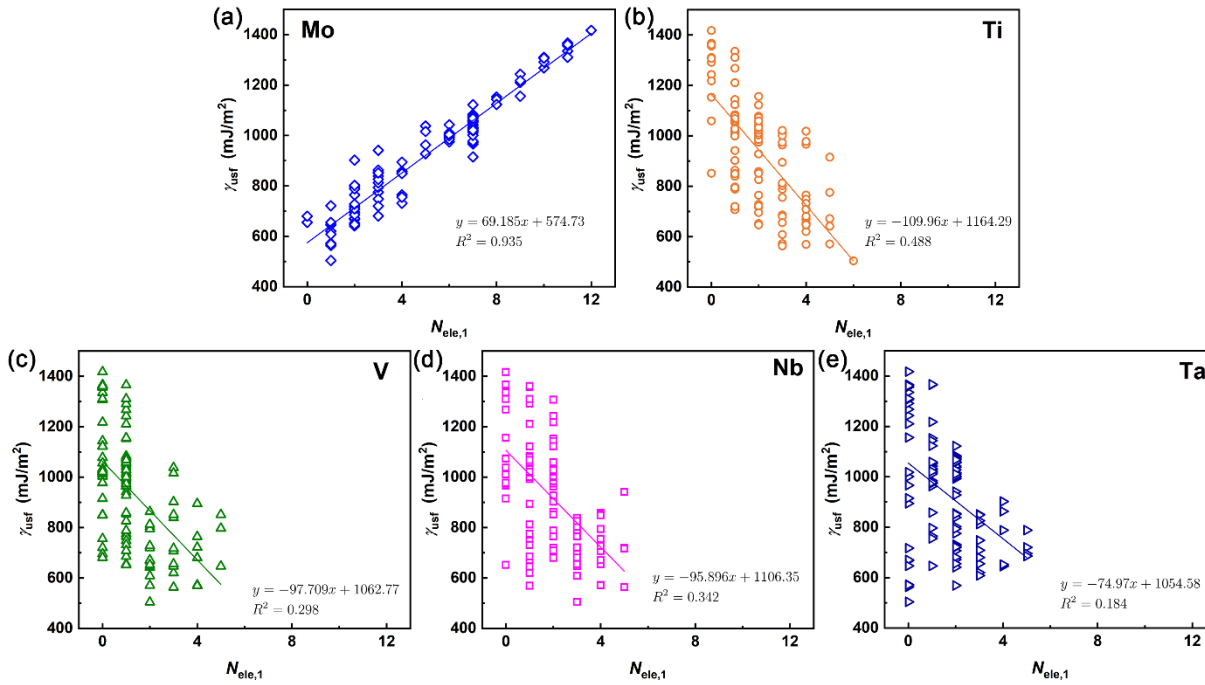 (a)
Mo
1400
1200
1000
800
600
400
γusf (mJ/m²)
y = 69.185x + 574.73
R² = 0.935
0 4 8 12
Nele,1
(b)
Ti
1400
1200
1000
800
600
400
γusf (mJ/m²)
y = −109.96x + 1164.29
R² = 0.488
0 4 8 12
Nele,1
(c)
V
1400
1200
1000
800
600
400
γusf (mJ/m²)
y = −97.709x + 1062.77
R² = 0.298
0 4 8 12
Nele,1
(d)
Nb
1400
1200
1000
800
600
400
γusf (mJ/m²)
y = −95.896x + 1106.35
R² = 0.342
0 4 8 12
Nele,1
(e)
Ta
1400
1200
1000
800
600
400
γusf (mJ/m²)
y = −74.97x + 1054.58
R² = 0.184
0 4 8 12
Nele,1